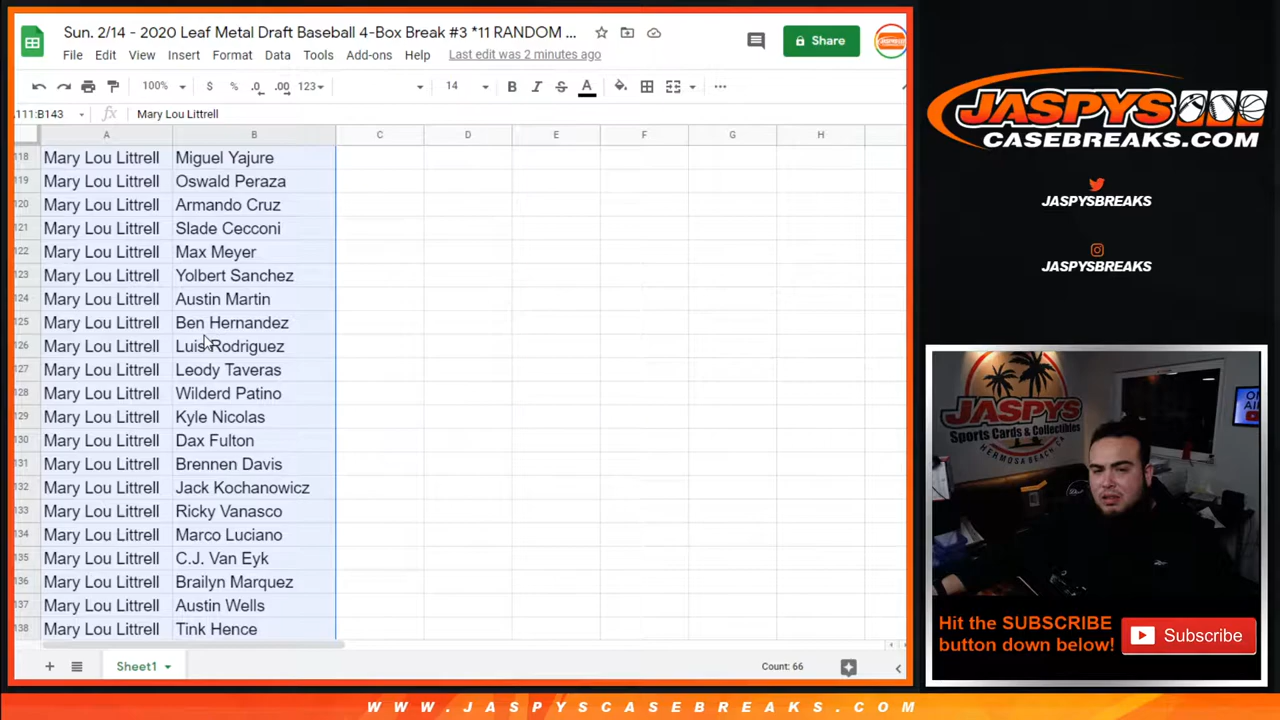 Sun. 2/14 - 2020 Leaf Metal Draft Baseball 4-Box Break #3 *11 RANDOM ...
File Edit View Insert Format Data Tools Add-ons Help Last edit was 2 minutes ago
Share
100% $ % .0 .00 123 14 B I S A
111:B143 fx Mary Lou Littrell
A B C D E F G H
118 Mary Lou Littrell Miguel Yajure
119 Mary Lou Littrell Oswald Peraza
120 Mary Lou Littrell Armando Cruz
121 Mary Lou Littrell Slade Cecconi
122 Mary Lou Littrell Max Meyer
123 Mary Lou Littrell Yolbert Sanchez
124 Mary Lou Littrell Austin Martin
125 Mary Lou Littrell Ben Hernandez
126 Mary Lou Littrell Luis Rodriguez
127 Mary Lou Littrell Leody Taveras
128 Mary Lou Littrell Wilderd Patino
129 Mary Lou Littrell Kyle Nicolas
130 Mary Lou Littrell Dax Fulton
131 Mary Lou Littrell Brennen Davis
132 Mary Lou Littrell Jack Kochanowicz
133 Mary Lou Littrell Ricky Vanasco
134 Mary Lou Littrell Marco Luciano
135 Mary Lou Littrell C.J. Van Eyk
136 Mary Lou Littrell Brailyn Marquez
137 Mary Lou Littrell Austin Wells
138 Mary Lou Littrell Tink Hence
Sheet1
Count: 66
JASPYS
CASEBREAKS.COM
JASPYSBREAKS
JASPYSBREAKS
JASPYS
Sports Cards & Collectibles
HERMOSA BEACH, CA
Hit the SUBSCRIBE
button down below!
Subscribe
WWW.JASPYSCASEBREAKS.COM